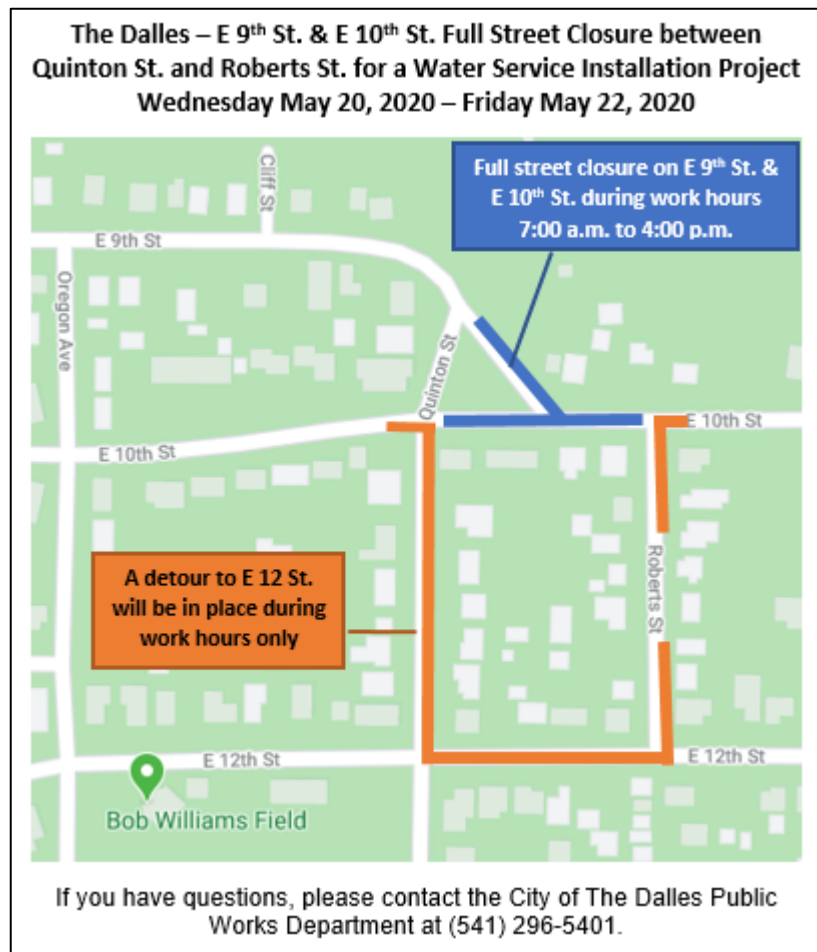 The Dalles – E 9th St. & E 10th St. Full Street Closure between
Quinton St. and Roberts St. for a Water Service Installation Project
Wednesday May 20, 2020 – Friday May 22, 2020
Full street closure on E 9th St. &
E 10th St. during work hours
7:00 a.m. to 4:00 p.m.
Cliff St
E 9th St
Oregon Ave
Quinton St
E 10th St
E 10th St
Roberts St
A detour to E 12 St.
will be in place during
work hours only
E 12th St
E 12th St
Bob Williams Field
If you have questions, please contact the City of The Dalles Public
Works Department at (541) 296-5401.